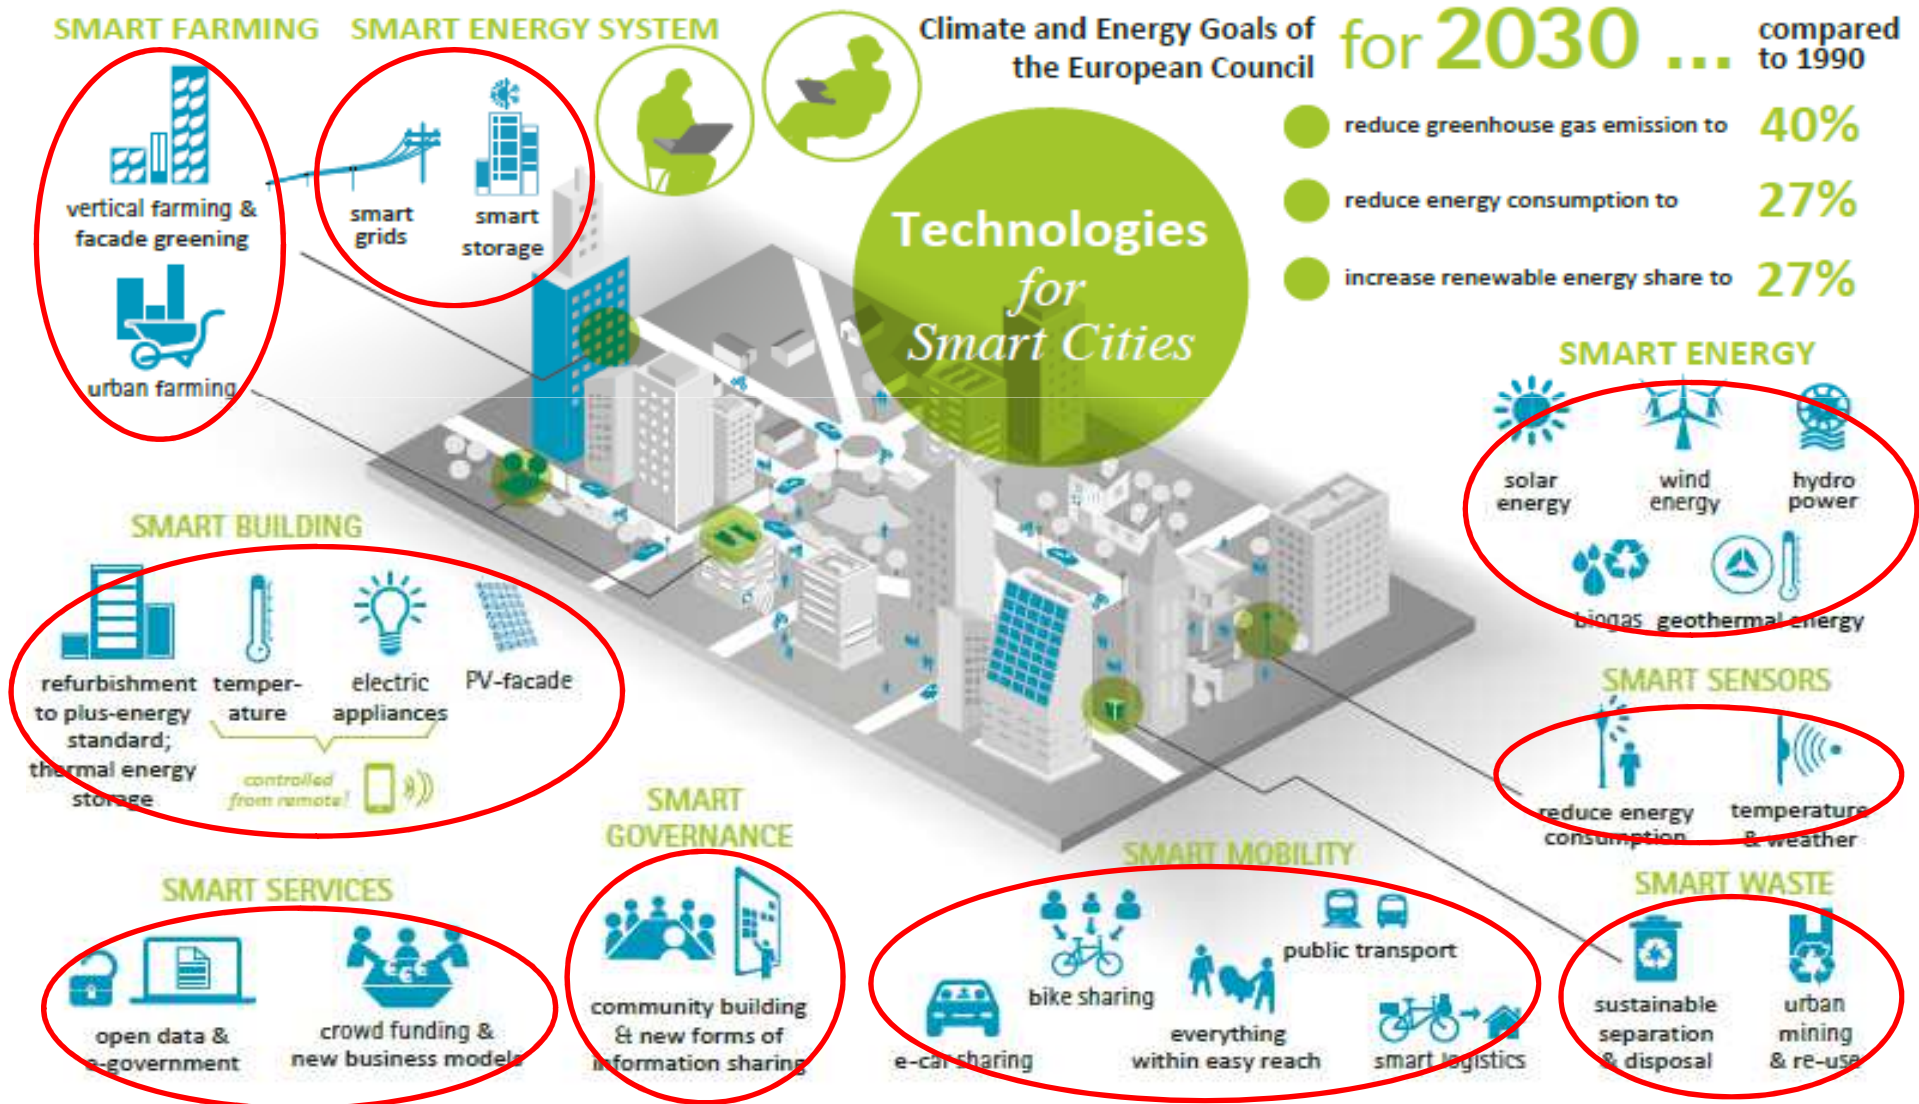 SMART FARMING
vertical farming &
facade greening
urban farming
SMART ENERGY SYSTEM
smart
grids
smart
storage
Climate and Energy Goals of
the European Council
for 2030 ...
compared
to 1990
reduce greenhouse gas emission to 40%
reduce energy consumption to 27%
increase renewable energy share to 27%
Technologies
for
Smart Cities
SMART ENERGY
solar
energy
wind
energy
hydro
power
biogas
geothermal energy
SMART BUILDING
refurbishment
to plus-energy
standard;
thermal energy
storage
temper-
ature
electric
appliances
PV-facade
controlled
from remote!
SMART SENSORS
reduce energy
consumption
temperature
& weather
SMART SERVICES
open data &
e-government
crowd funding &
new business models
SMART
GOVERNANCE
community building
& new forms of
information sharing
SMART MOBILITY
e-car sharing
bike sharing
everything
within easy reach
public transport
smart logistics
SMART WASTE
sustainable
separation
& disposal
urban
mining
& re-use